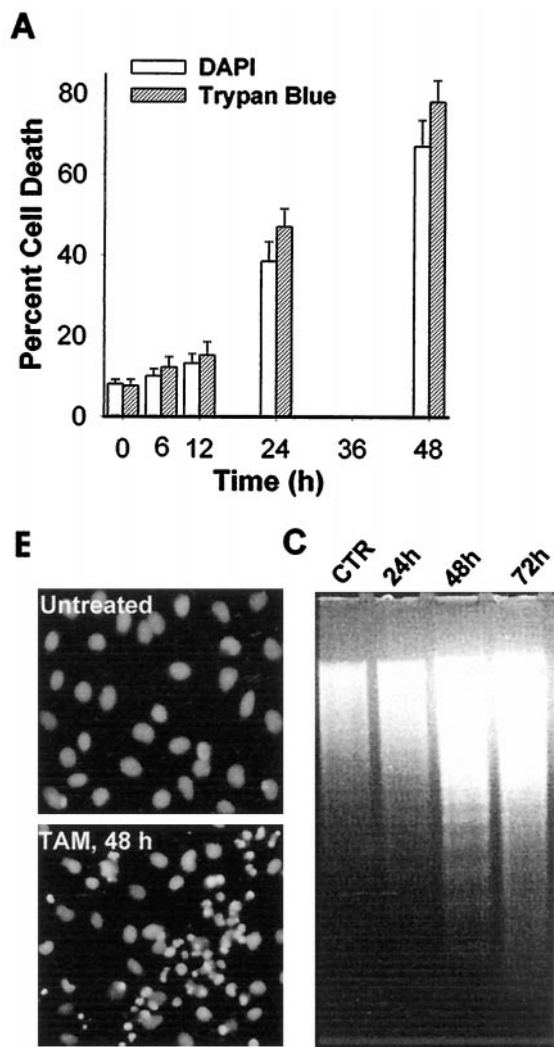 A
DAPI
Trypan Blue
80
60
40
20
0
Percent Cell Death
0 6 12 24 36 48
Time (h)
E
Untreated
TAM, 48 h
C
CTR 24h 48h 72h